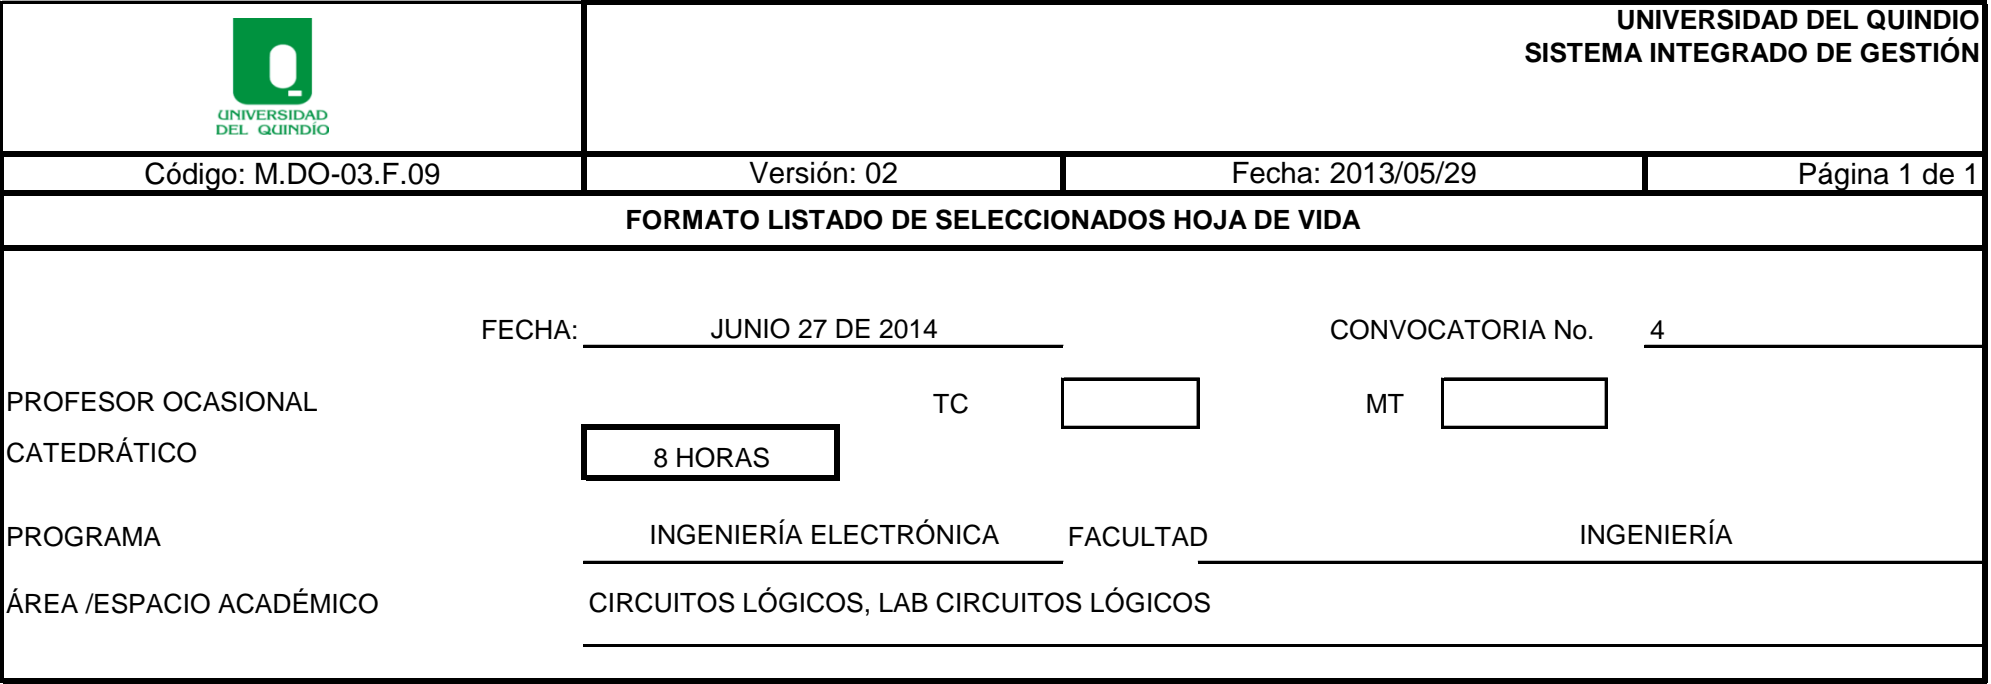 UNIVERSIDAD DEL QUINDIO
SISTEMA INTEGRADO DE GESTIÓN
UNIVERSIDAD
DEL QUINDÍO
Código: M.DO-03.F.09 Versión: 02 Fecha: 2013/05/29 Página 1 de 1
FORMATO LISTADO DE SELECCIONADOS HOJA DE VIDA
FECHA: JUNIO 27 DE 2014 CONVOCATORIA No. 4
PROFESOR OCASIONAL TC MT
CATEDRÁTICO 8 HORAS
PROGRAMA INGENIERÍA ELECTRÓNICA FACULTAD INGENIERÍA
ÁREA /ESPACIO ACADÉMICO CIRCUITOS LÓGICOS, LAB CIRCUITOS LÓGICOS